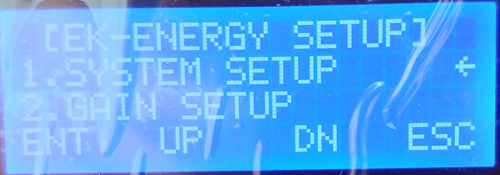 [EK-ENERGY SETUP]
1.SYSTEM SETUP ←
2.GAIN SETUP
ENT UP DN ESC